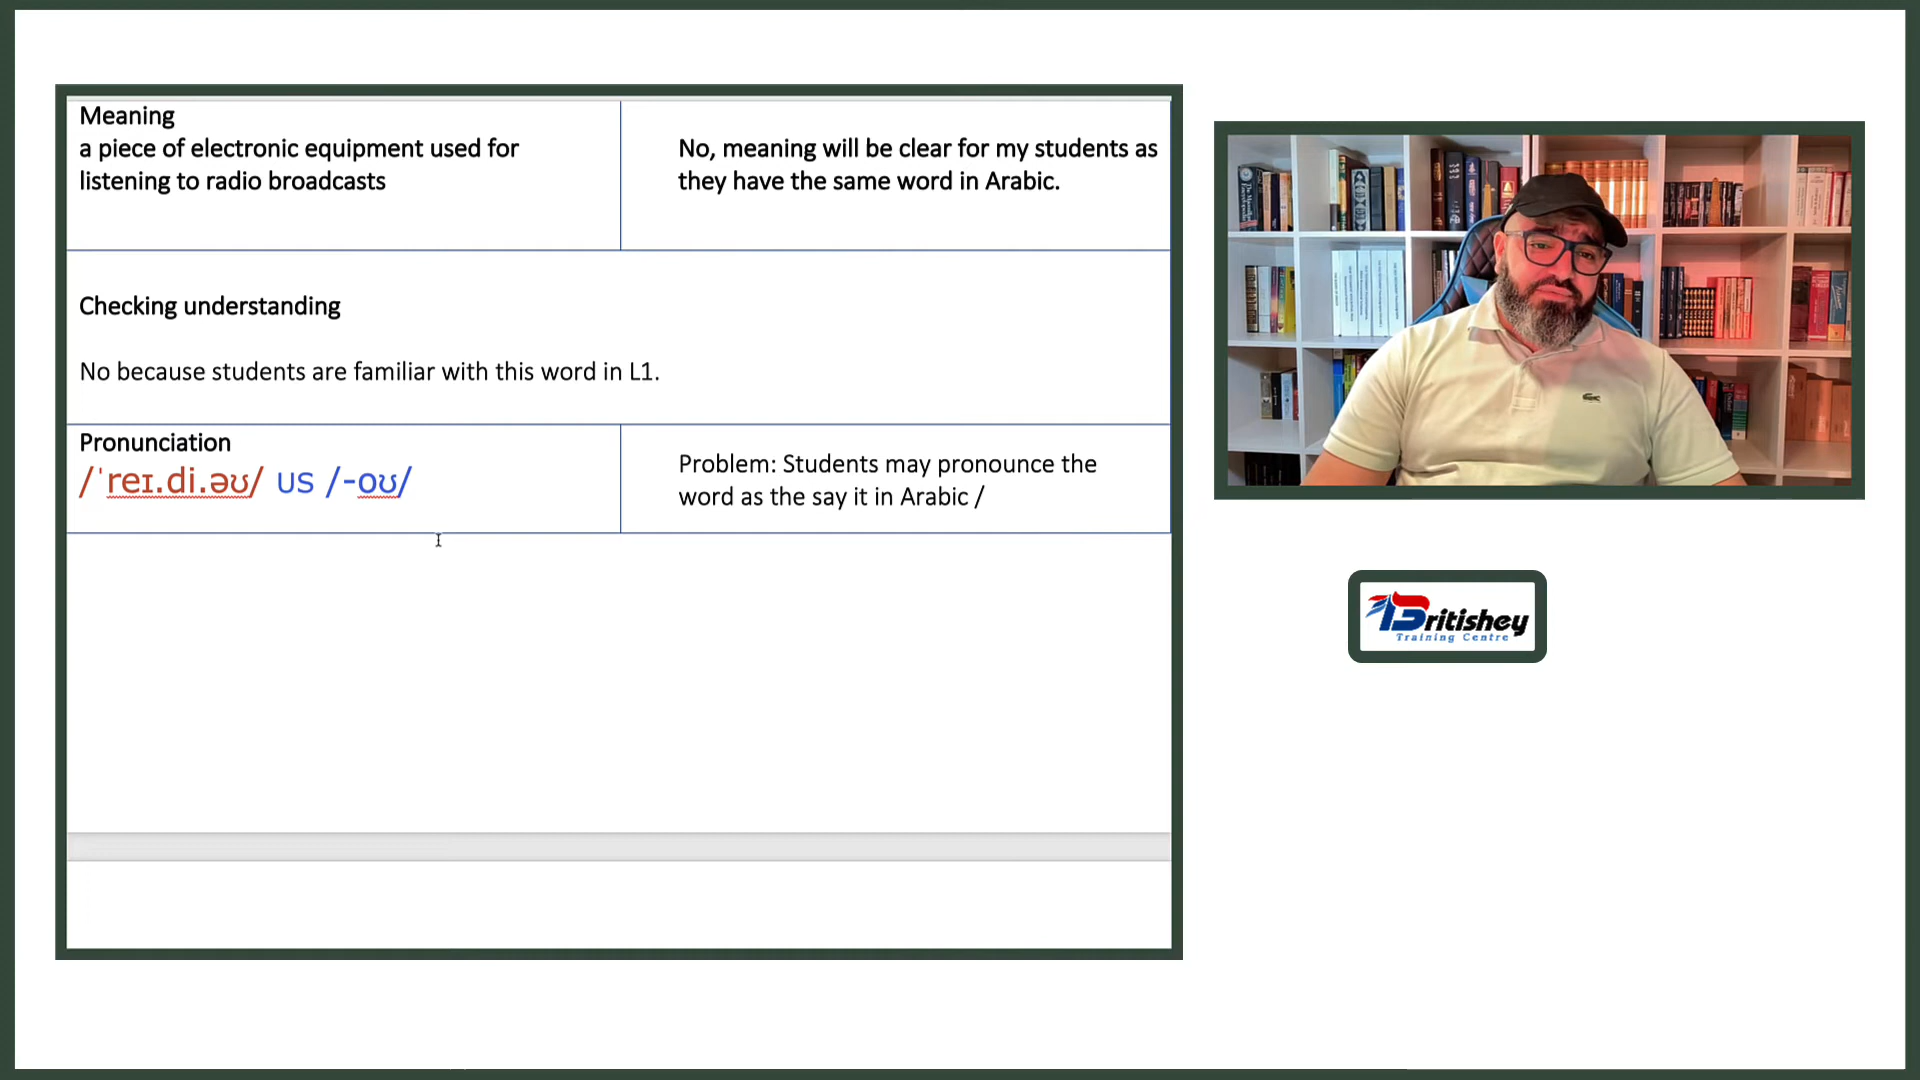 Meaning
a piece of electronic equipment used for
listening to radio broadcasts
No, meaning will be clear for my students as
they have the same word in Arabic.
Checking understanding
No because students are familiar with this word in L1.
Pronunciation
/ˈreɪ.di.əʊ/ US /-oʊ/
Problem: Students may pronounce the
word as the say it in Arabic /
Britishey
Training Centre